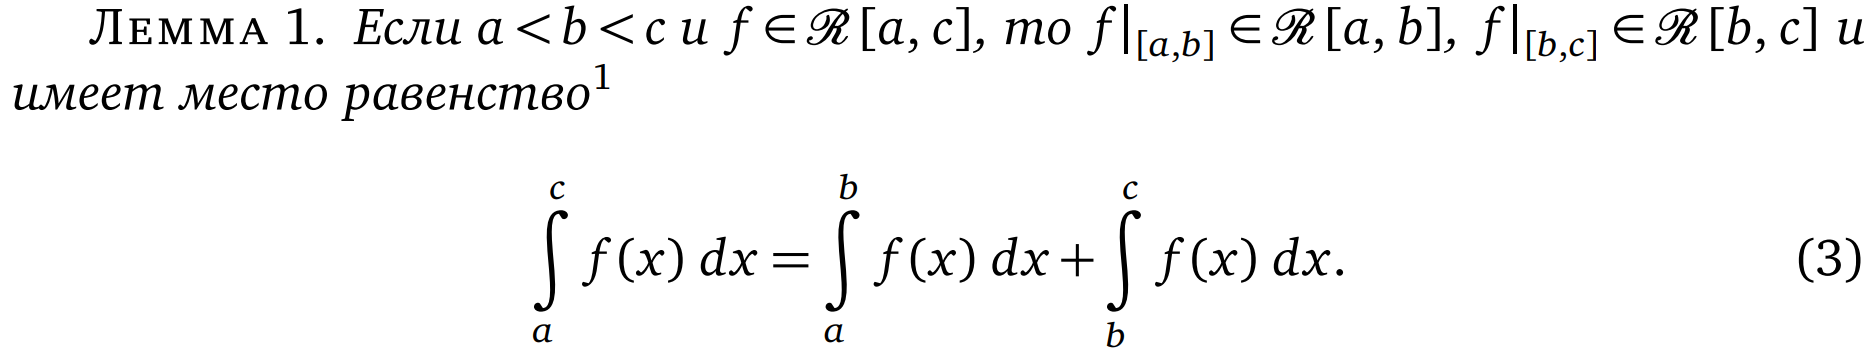 Лемма 1. Если a < b < c и f ∈ ℛ[a, c], то f|_{[a,b]} ∈ ℛ[a, b], f|_{[b,c]} ∈ ℛ[b, c] и
имеет место равенство¹
∫_a^c f(x) dx = ∫_a^b f(x) dx + ∫_b^c f(x) dx. (3)